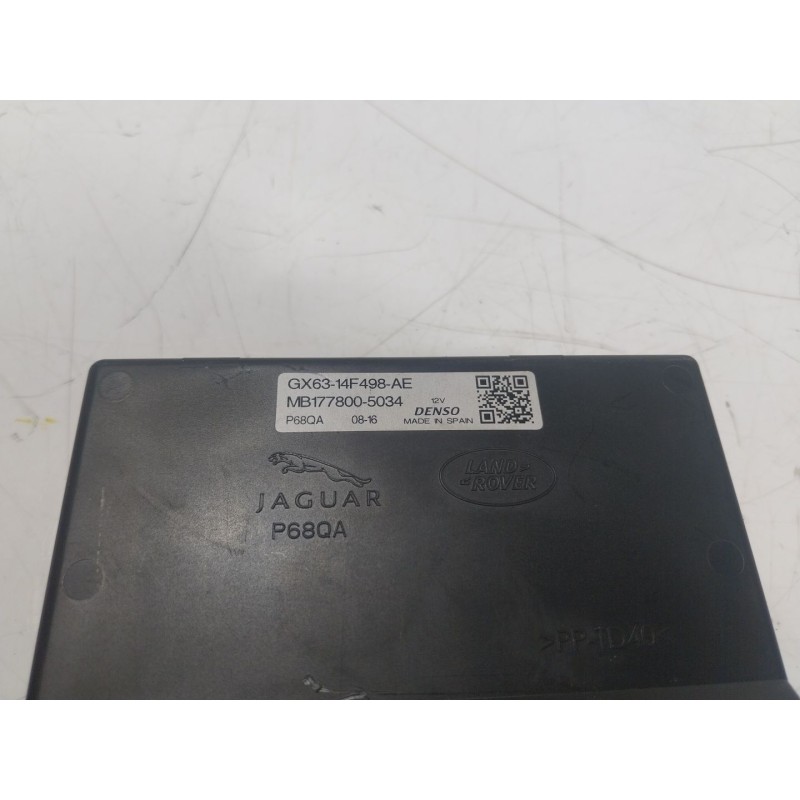 GX63-14F498-AE
MB177800-5034
12V
DENSO
P68QA 08-16 MADE IN SPAIN
JAGUAR
LAND
ROVER
P68QA
>PP-TD40<